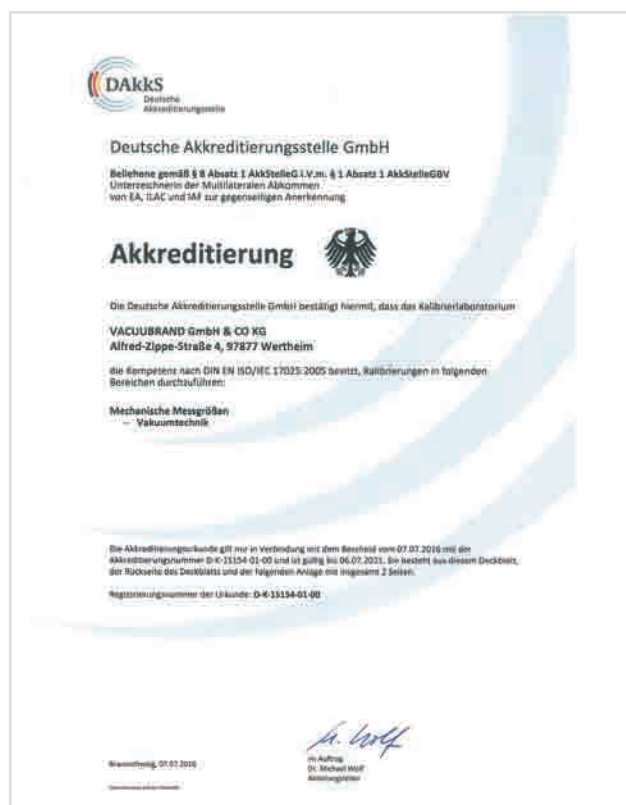 DAkkS
Deutsche
Akkreditierungsstelle
Deutsche Akkreditierungsstelle GmbH
Beliehene gemäß § 8 Absatz 1 AkkStelleG i.V.m. § 1 Absatz 1 AkkStelleGBV
Unterzeichnerin der Multilateralen Abkommen
von EA, ILAC und IAF zur gegenseitigen Anerkennung
Akkreditierung
Die Deutsche Akkreditierungsstelle GmbH bestätigt hiermit, dass das Kalibrierlaboratorium
VACUUBRAND GmbH & CO KG
Alfred-Zippe-Straße 4, 97877 Wertheim
die Kompetenz nach DIN EN ISO/IEC 17025:2005 besitzt, Kalibrierungen in folgenden
Bereichen durchzuführen:
Mechanische Messgrößen
– Vakuumtechnik
Die Akkreditierungsurkunde gilt nur in Verbindung mit dem Bescheid vom 07.07.2016 mit der
Akkreditierungsnummer D-K-15154-01-00 und ist gültig bis 06.07.2021. Sie besteht aus diesem Deckblatt,
der Rückseite des Deckblatts und der folgenden Anlage mit insgesamt 2 Seiten.
Registrierungsnummer der Urkunde: D-K-15154-01-00
M. Wolf
Braunschweig, 07.07.2016
Im Auftrag
Dr. Michael Wolf
Abteilungsleiter